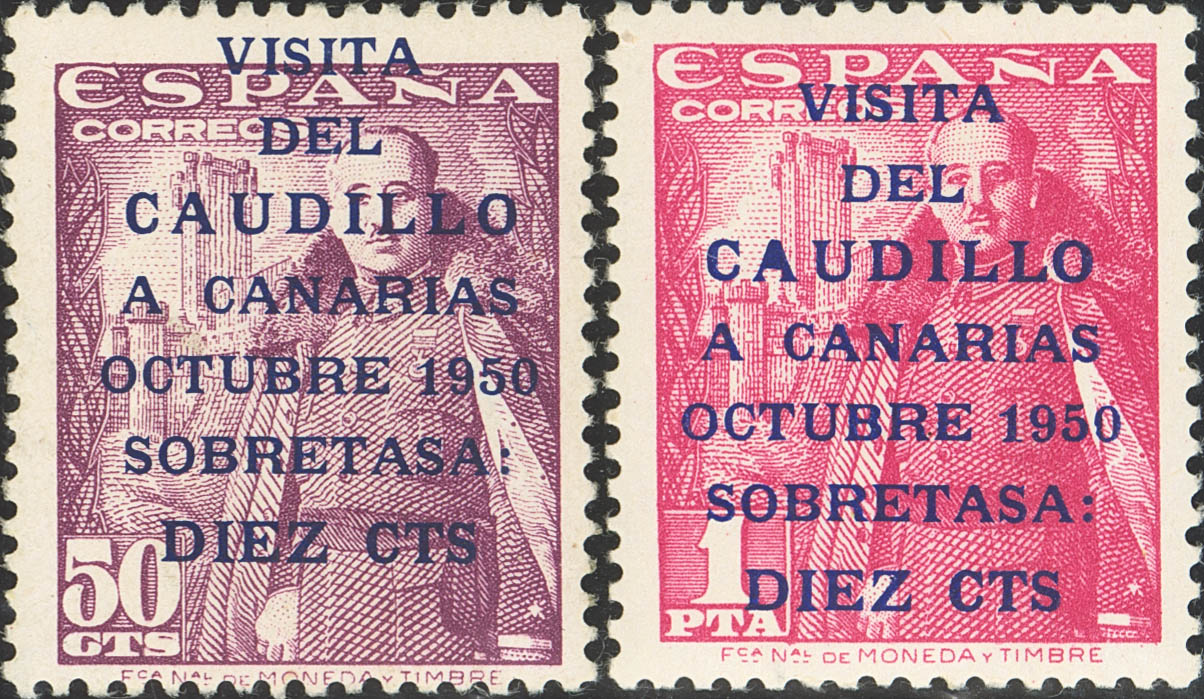 VISITA
ESPAÑA
CORREOS
DEL
CAUDILLO
A CANARIAS
OCTUBRE 1950
SOBRETASA:
DIEZ CTS
50
CTS
FCA NAL DE MONEDA Y TIMBRE
ESPAÑA
CORREOS
VISITA
DEL
CAUDILLO
A CANARIAS
OCTUBRE 1950
SOBRETASA:
DIEZ CTS
1
PTA
FCA NAL DE MONEDA Y TIMBRE